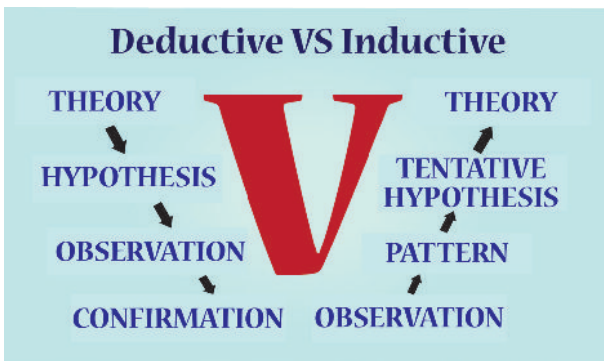 Deductive VS Inductive
THEORY
HYPOTHESIS
OBSERVATION
CONFIRMATION
V
THEORY
TENTATIVE
HYPOTHESIS
PATTERN
OBSERVATION